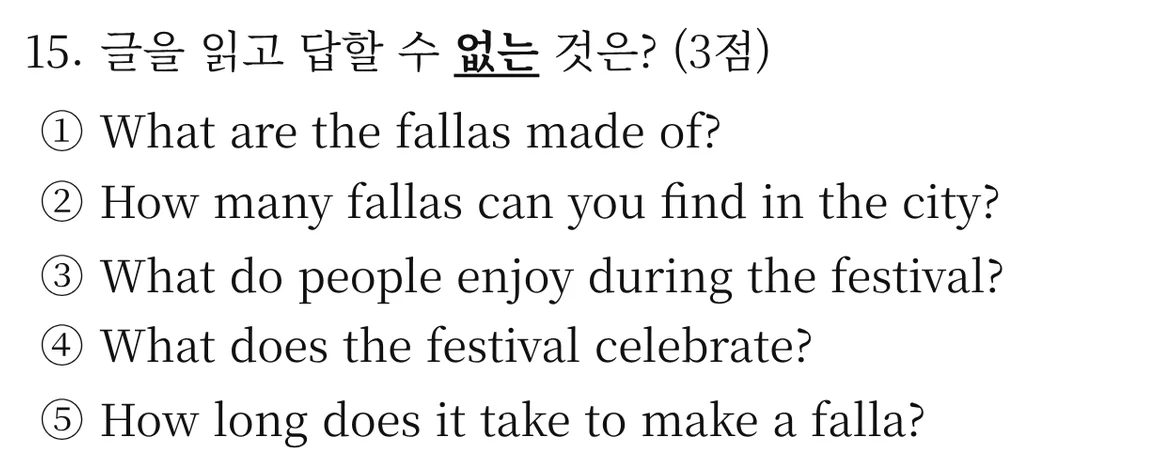 15. 글을 읽고 답할 수 없는 것은? (3점)
① What are the fallas made of?
② How many fallas can you find in the city?
③ What do people enjoy during the festival?
④ What does the festival celebrate?
⑤ How long does it take to make a falla?